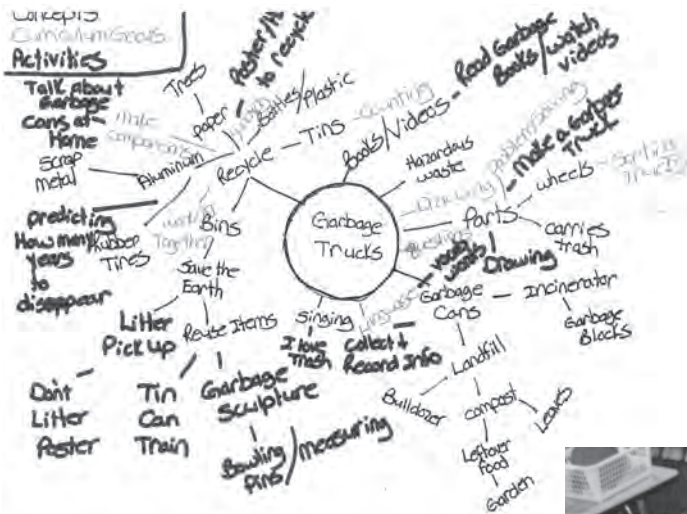 Concepts
Curriculum Goals
Activities
Talk About
Garbage
cans at
Home
make
comparisons
Trees
paper
Poster/
to recycle
Bottles/Plastic
Tins - Counting
Recycle
Aluminum
Scrap
metal
predicting
How many
years
to
disappear
Rubber
Tires
working
Together
Bins
Save the
Earth
Litter
Pick up
Reuse Items
Don't
Litter
Poster
Tin
Can
Train
Garbage
Sculpture
Bowling
Pins/measuring
Garbage
Trucks
Books/Videos - Read Garbage
Books/watch
videos
Hazardous
waste
Drawing
problem solving
make a Garbage
Truck
questions
Parts
wheels - Sorting
Trucks
carries
trash
Drawing
Singing
I love
Trash
Language
Collect &
Record Info
Garbage
Cans
Incinerator
Garbage
Blocks
Landfill
Bulldozer
compost
Leaves
Leftover
food
Garden